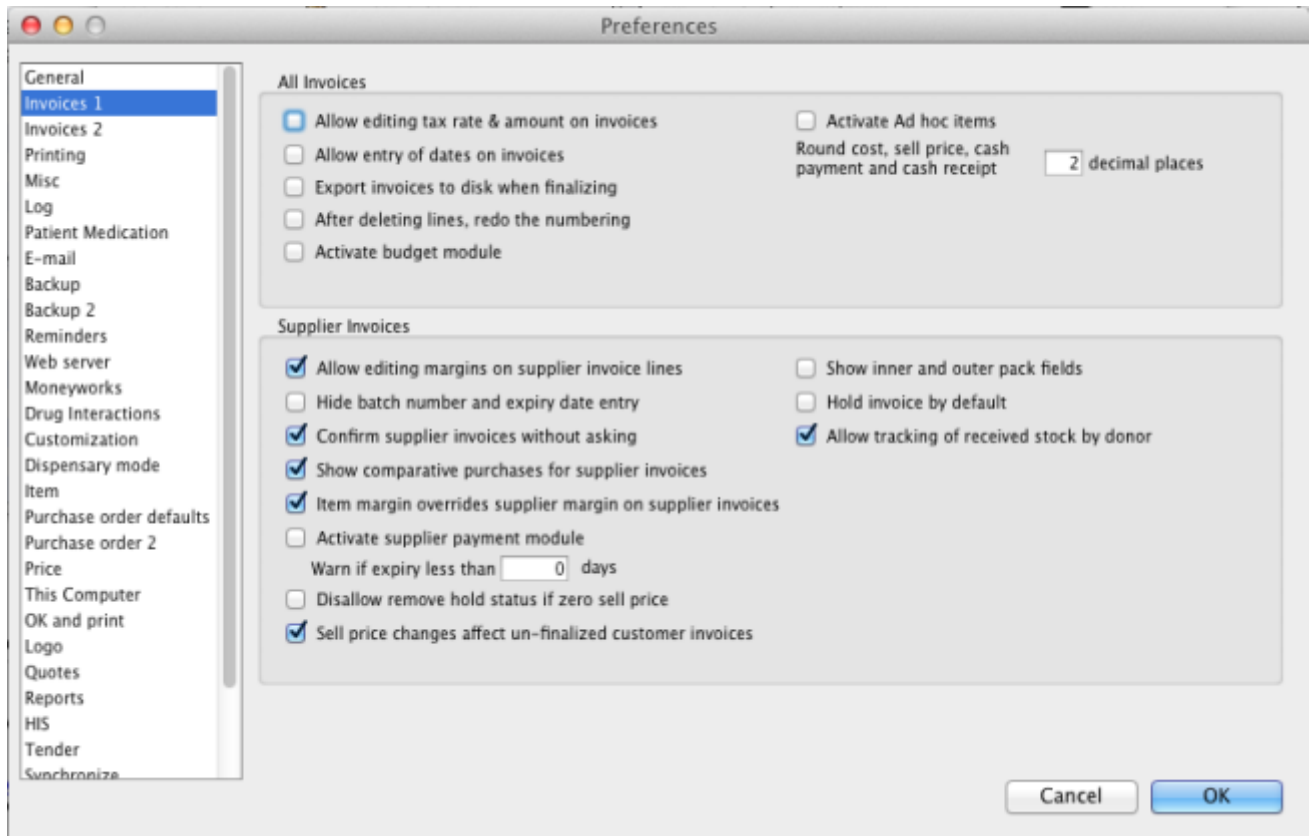 Preferences
General
Invoices 1
Invoices 2
Printing
Misc
Log
Patient Medication
E-mail
Backup
Backup 2
Reminders
Web server
Moneyworks
Drug Interactions
Customization
Dispensary mode
Item
Purchase order defaults
Purchase order 2
Price
This Computer
OK and print
Logo
Quotes
Reports
HIS
Tender
Synchronize
All Invoices
Allow editing tax rate & amount on invoices
Allow entry of dates on invoices
Export invoices to disk when finalizing
After deleting lines, redo the numbering
Activate budget module
Activate Ad hoc items
Round cost, sell price, cash
payment and cash receipt 2 decimal places
Supplier Invoices
Allow editing margins on supplier invoice lines
Hide batch number and expiry date entry
Confirm supplier invoices without asking
Show comparative purchases for supplier invoices
Item margin overrides supplier margin on supplier invoices
Activate supplier payment module
Warn if expiry less than 0 days
Disallow remove hold status if zero sell price
Sell price changes affect un-finalized customer invoices
Show inner and outer pack fields
Hold invoice by default
Allow tracking of received stock by donor
Cancel
OK